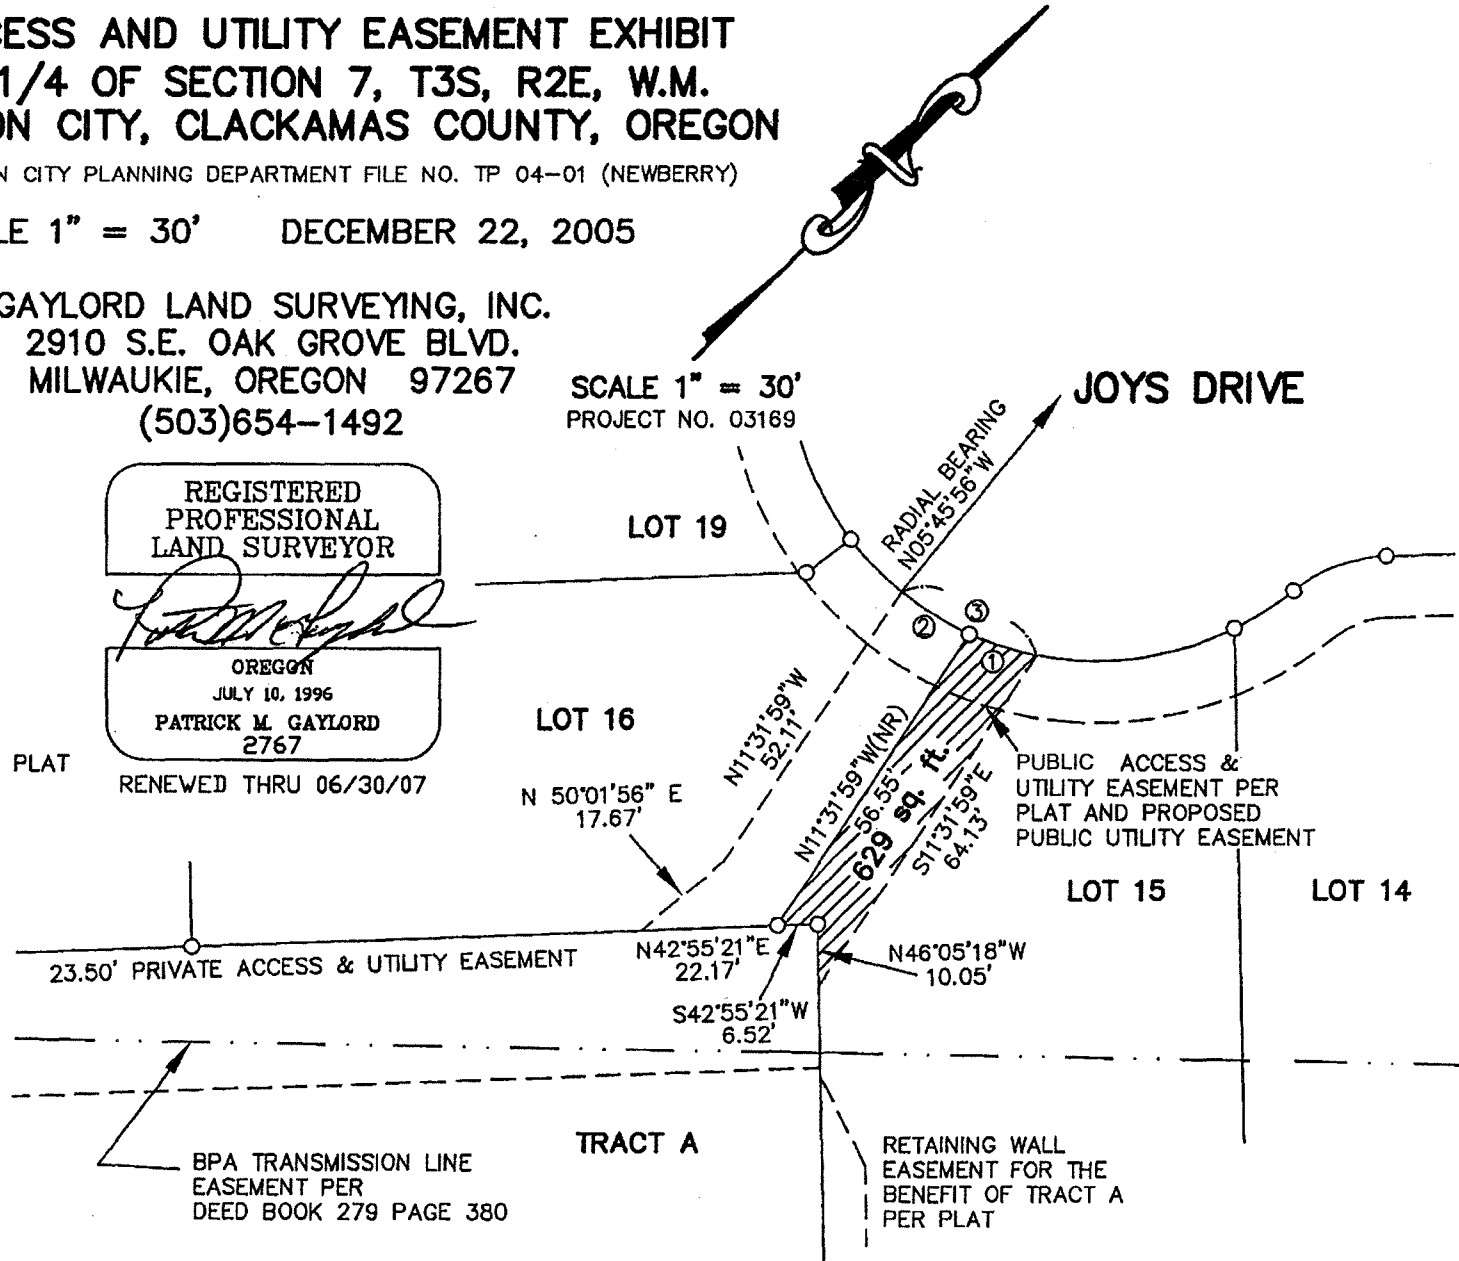 CESS AND UTILITY EASEMENT EXHIBIT
1/4 OF SECTION 7, T3S, R2E, W.M.
ON CITY, CLACKAMAS COUNTY, OREGON
N CITY PLANNING DEPARTMENT FILE NO. TP 04-01 (NEWBERRY)
LE 1" = 30' DECEMBER 22, 2005
GAYLORD LAND SURVEYING, INC.
2910 S.E. OAK GROVE BLVD.
MILWAUKIE, OREGON 97267
(503)654-1492
SCALE 1" = 30'
PROJECT NO. 03169
JOYS DRIVE
REGISTERED
PROFESSIONAL
LAND SURVEYOR
OREGON
JULY 10, 1996
PATRICK M. GAYLORD
2767
RENEWED THRU 06/30/07
PLAT
LOT 19
RADIAL BEARING
N05°45'56"W
②
③
①
LOT 16
N11°31'59"W
52.11'
N 50°01'56" E
17.67'
N11°31'59"W(NR)
56.55'
629 sq. ft.
S11°31'59"E
64.13'
PUBLIC ACCESS &
UTILITY EASEMENT PER
PLAT AND PROPOSED
PUBLIC UTILITY EASEMENT
LOT 15
LOT 14
23.50' PRIVATE ACCESS & UTILITY EASEMENT
N42°55'21"E
22.17'
S42°55'21"W
6.52'
N46°05'18"W
10.05'
BPA TRANSMISSION LINE
EASEMENT PER
DEED BOOK 279 PAGE 380
TRACT A
RETAINING WALL
EASEMENT FOR THE
BENEFIT OF TRACT A
PER PLAT